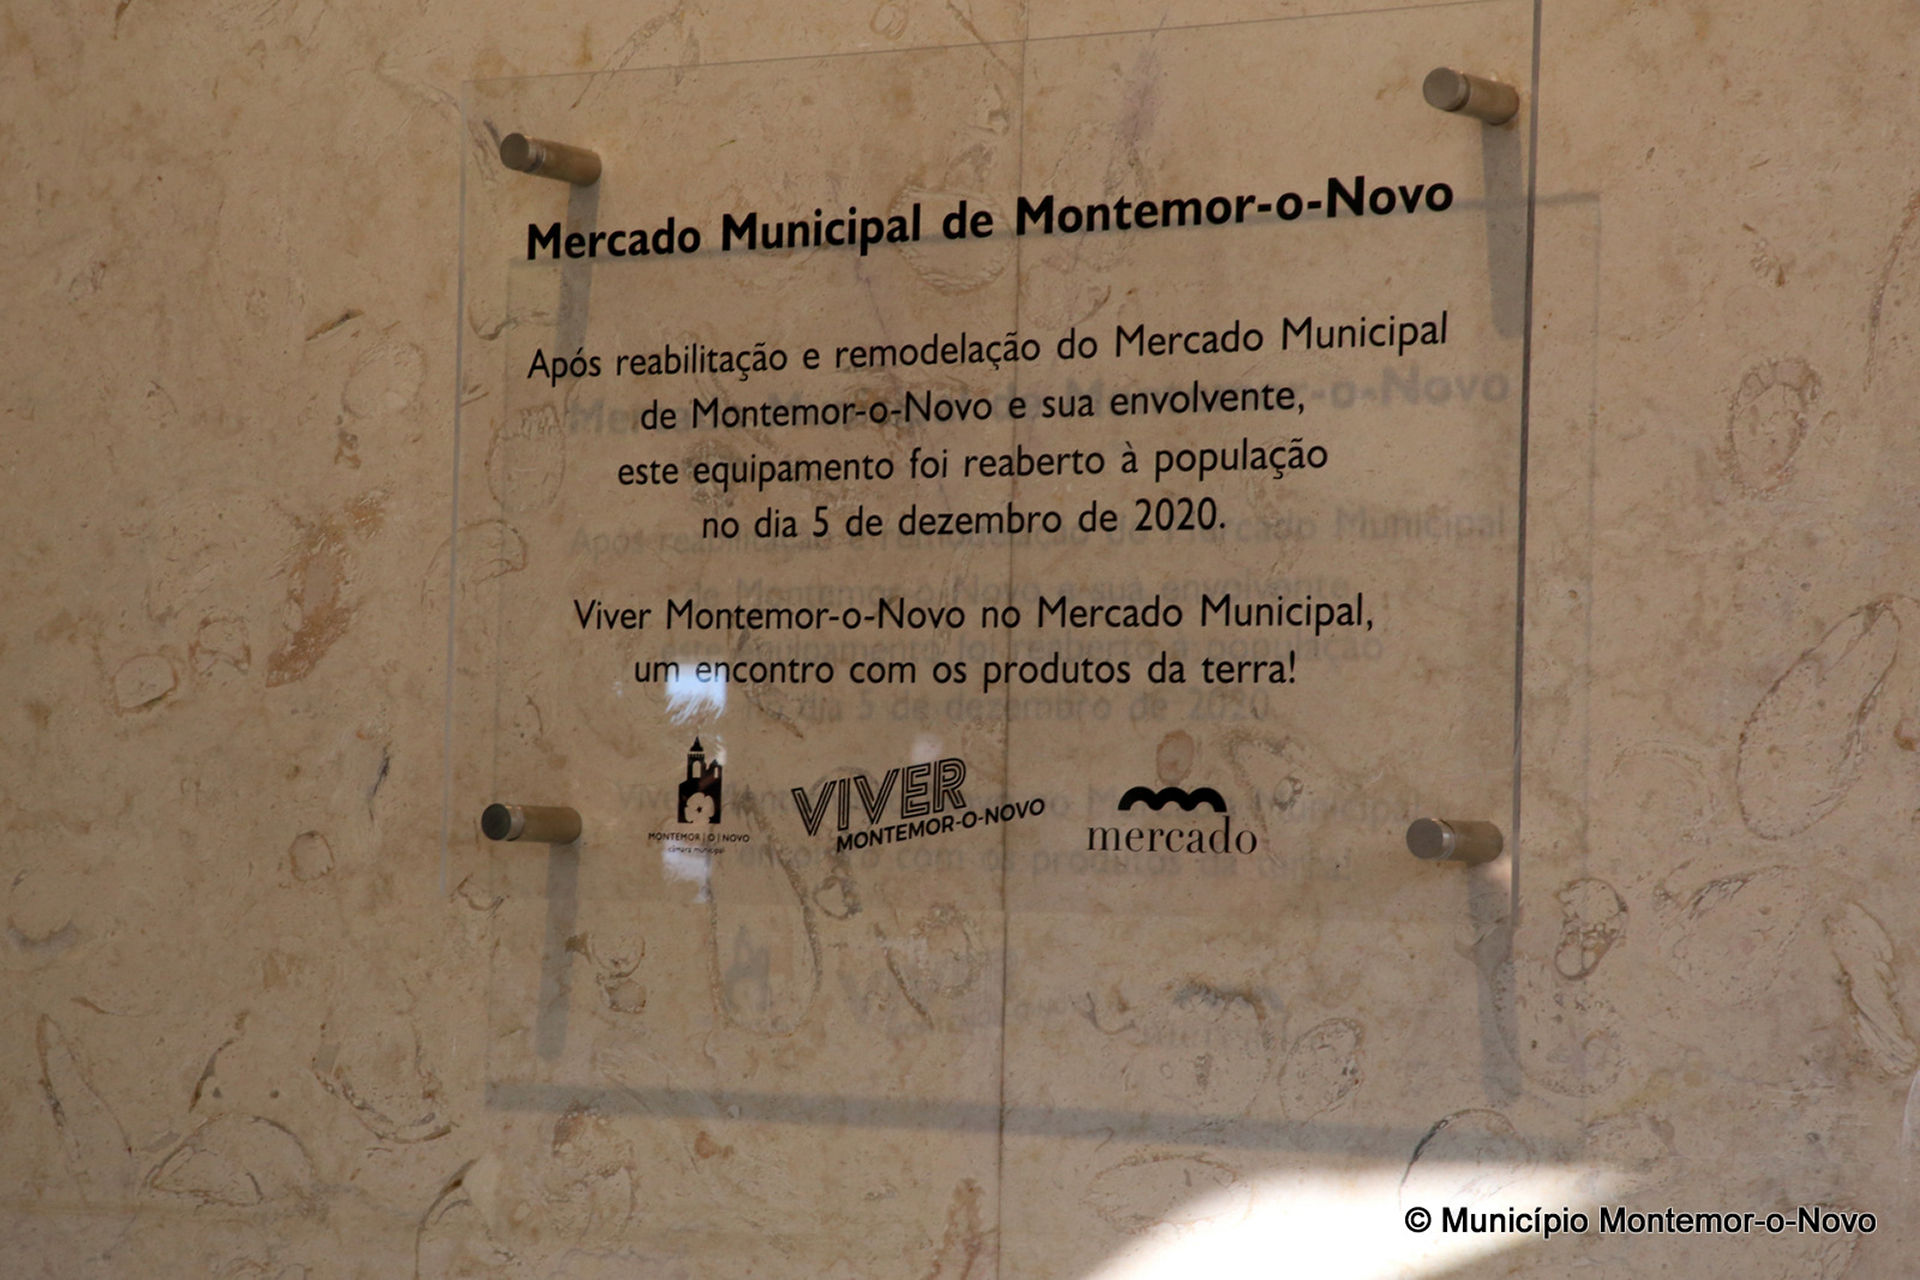 Mercado Municipal de Montemor-o-Novo
Após reabilitação e remodelação do Mercado Municipal
de Montemor-o-Novo e sua envolvente,
este equipamento foi reaberto à população
no dia 5 de dezembro de 2020.
Viver Montemor-o-Novo no Mercado Municipal,
um encontro com os produtos da terra!
MONTEMOR | O | NOVO
câmara municipal
VIVER
MONTEMOR-O-NOVO
mercado
© Município Montemor-o-Novo